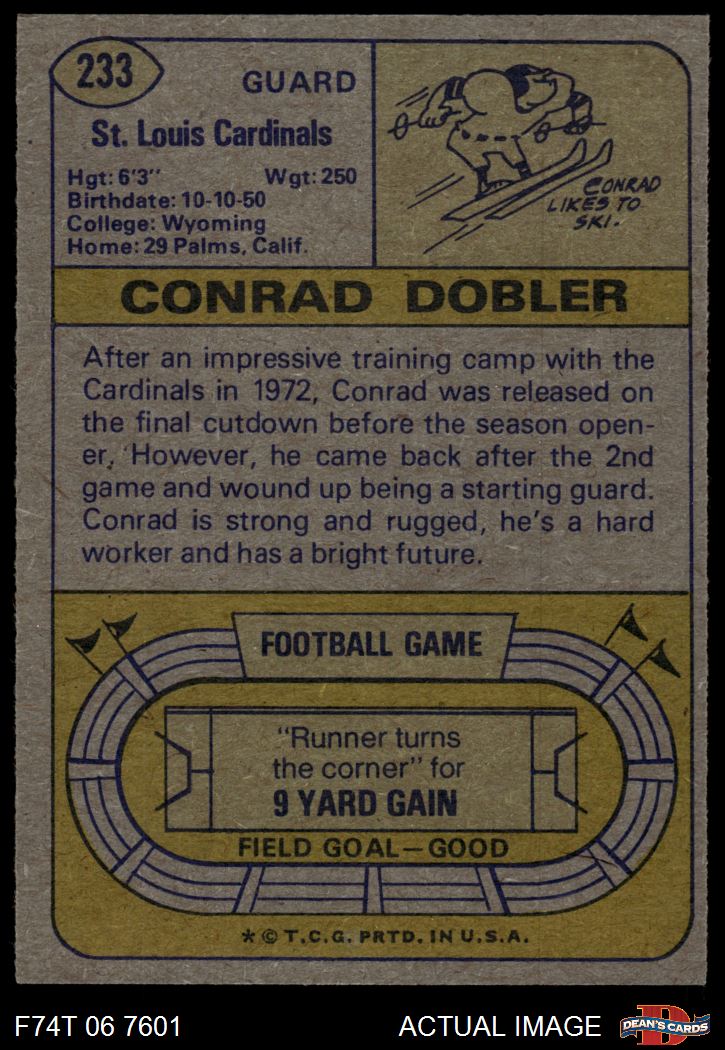 233
GUARD
St. Louis Cardinals
Hgt: 6'3" Wgt: 250
Birthdate: 10-10-50
College: Wyoming
Home: 29 Palms, Calif.
CONRAD
LIKES TO
SKI.
CONRAD DOBLER
After an impressive training camp with the
Cardinals in 1972, Conrad was released on
the final cutdown before the season open-
er. However, he came back after the 2nd
game and wound up being a starting guard.
Conrad is strong and rugged, he's a hard
worker and has a bright future.
FOOTBALL GAME
"Runner turns
the corner" for
9 YARD GAIN
FIELD GOAL—GOOD
* © T.C.G. PRTD. IN U.S.A.
F74T 06 7601
ACTUAL IMAGE
D
DEAN'S CARDS